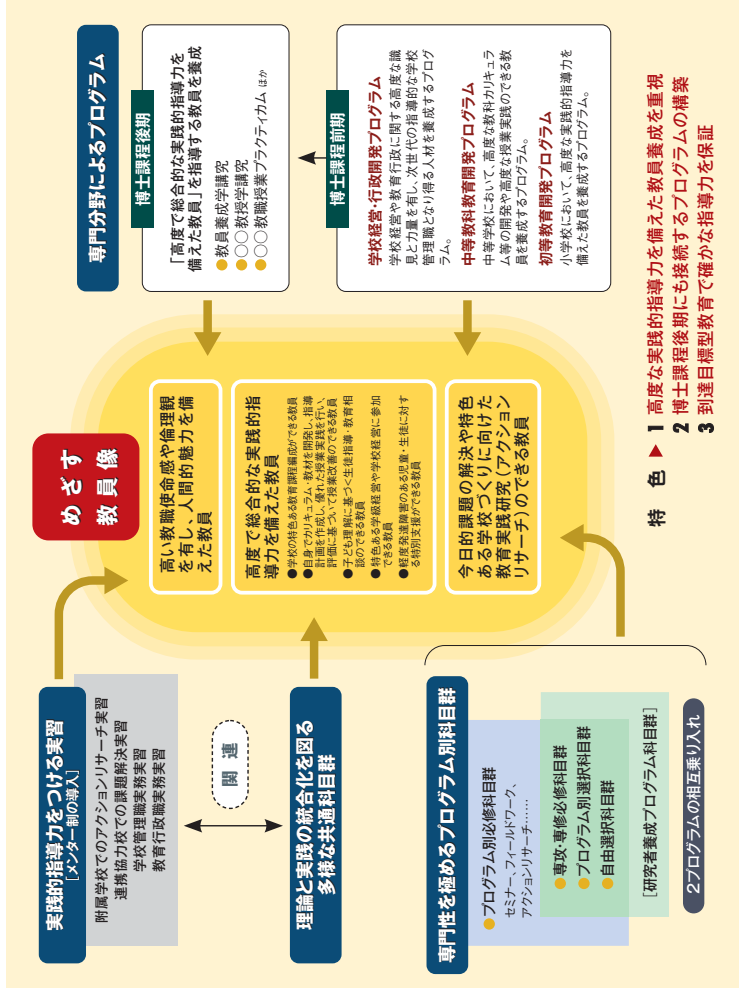 めざす
教員像
実践的指導力をつける実習
[メンター制の導入]
附属学校でのアクションリサーチ実習
連携協力校での課題解決実習
学校管理職実務実習
教育行政職実務実習
関 連
理論と実践の統合化を図る
多様な共通科目群
専門性を極めるプログラム別科目群
●プログラム別必修科目群
セミナー、フィールドワーク、
アクションリサーチ……
●専攻・専修必修科目群
●プログラム別選択科目群
●自由選択科目群
[研究者養成プログラム科目群]
2プログラムの相互乗り入れ
高い教職使命感や倫理観
を有し、人間的魅力を備
えた教員
高度で総合的な実践的指
導力を備えた教員
●学校の特色ある教育課程編成ができる教員
●自身でカリキュラム・教材を開発し、指導
計画を作成し、優れた授業実践を行い、
評価に基づいて授業改善のできる教員
●子ども理解に基づく生徒指導・教育相
談のできる教員
●特色ある学級経営や学校経営に参加
できる教員
●軽度発達障害のある児童・生徒に対す
る特別支援ができる教員
今日的課題の解決や特色
ある学校づくりに向けた
教育実践研究(アクション
リサーチ)のできる教員
専門分野によるプログラム
博士課程後期
「高度で総合的な実践的指導力を
備えた教員」を指導する教員を養成
●教員養成学講究
●○○教授学講究
●○○教職授業プラクティカム ほか
博士課程前期
学校経営・行政開発プログラム
学校経営や教育行政に関する高度な識
見と力量を有し、次世代の指導的な学校
管理職となり得る人材を養成するプログ
ラム。
中等教科教育開発プログラム
中等学校において、高度な教科カリキュラ
ム等の開発や高度な授業実践のできる教
員を養成するプログラム。
初等教育開発プログラム
小学校において、高度な実践的指導力を
備えた教員を養成するプログラム。
特 色 ▶ 1 高度な実践的指導力を備えた教員養成を重視
2 博士課程後期にも接続するプログラムの構築
3 到達目標型教育で確かな指導力を保証